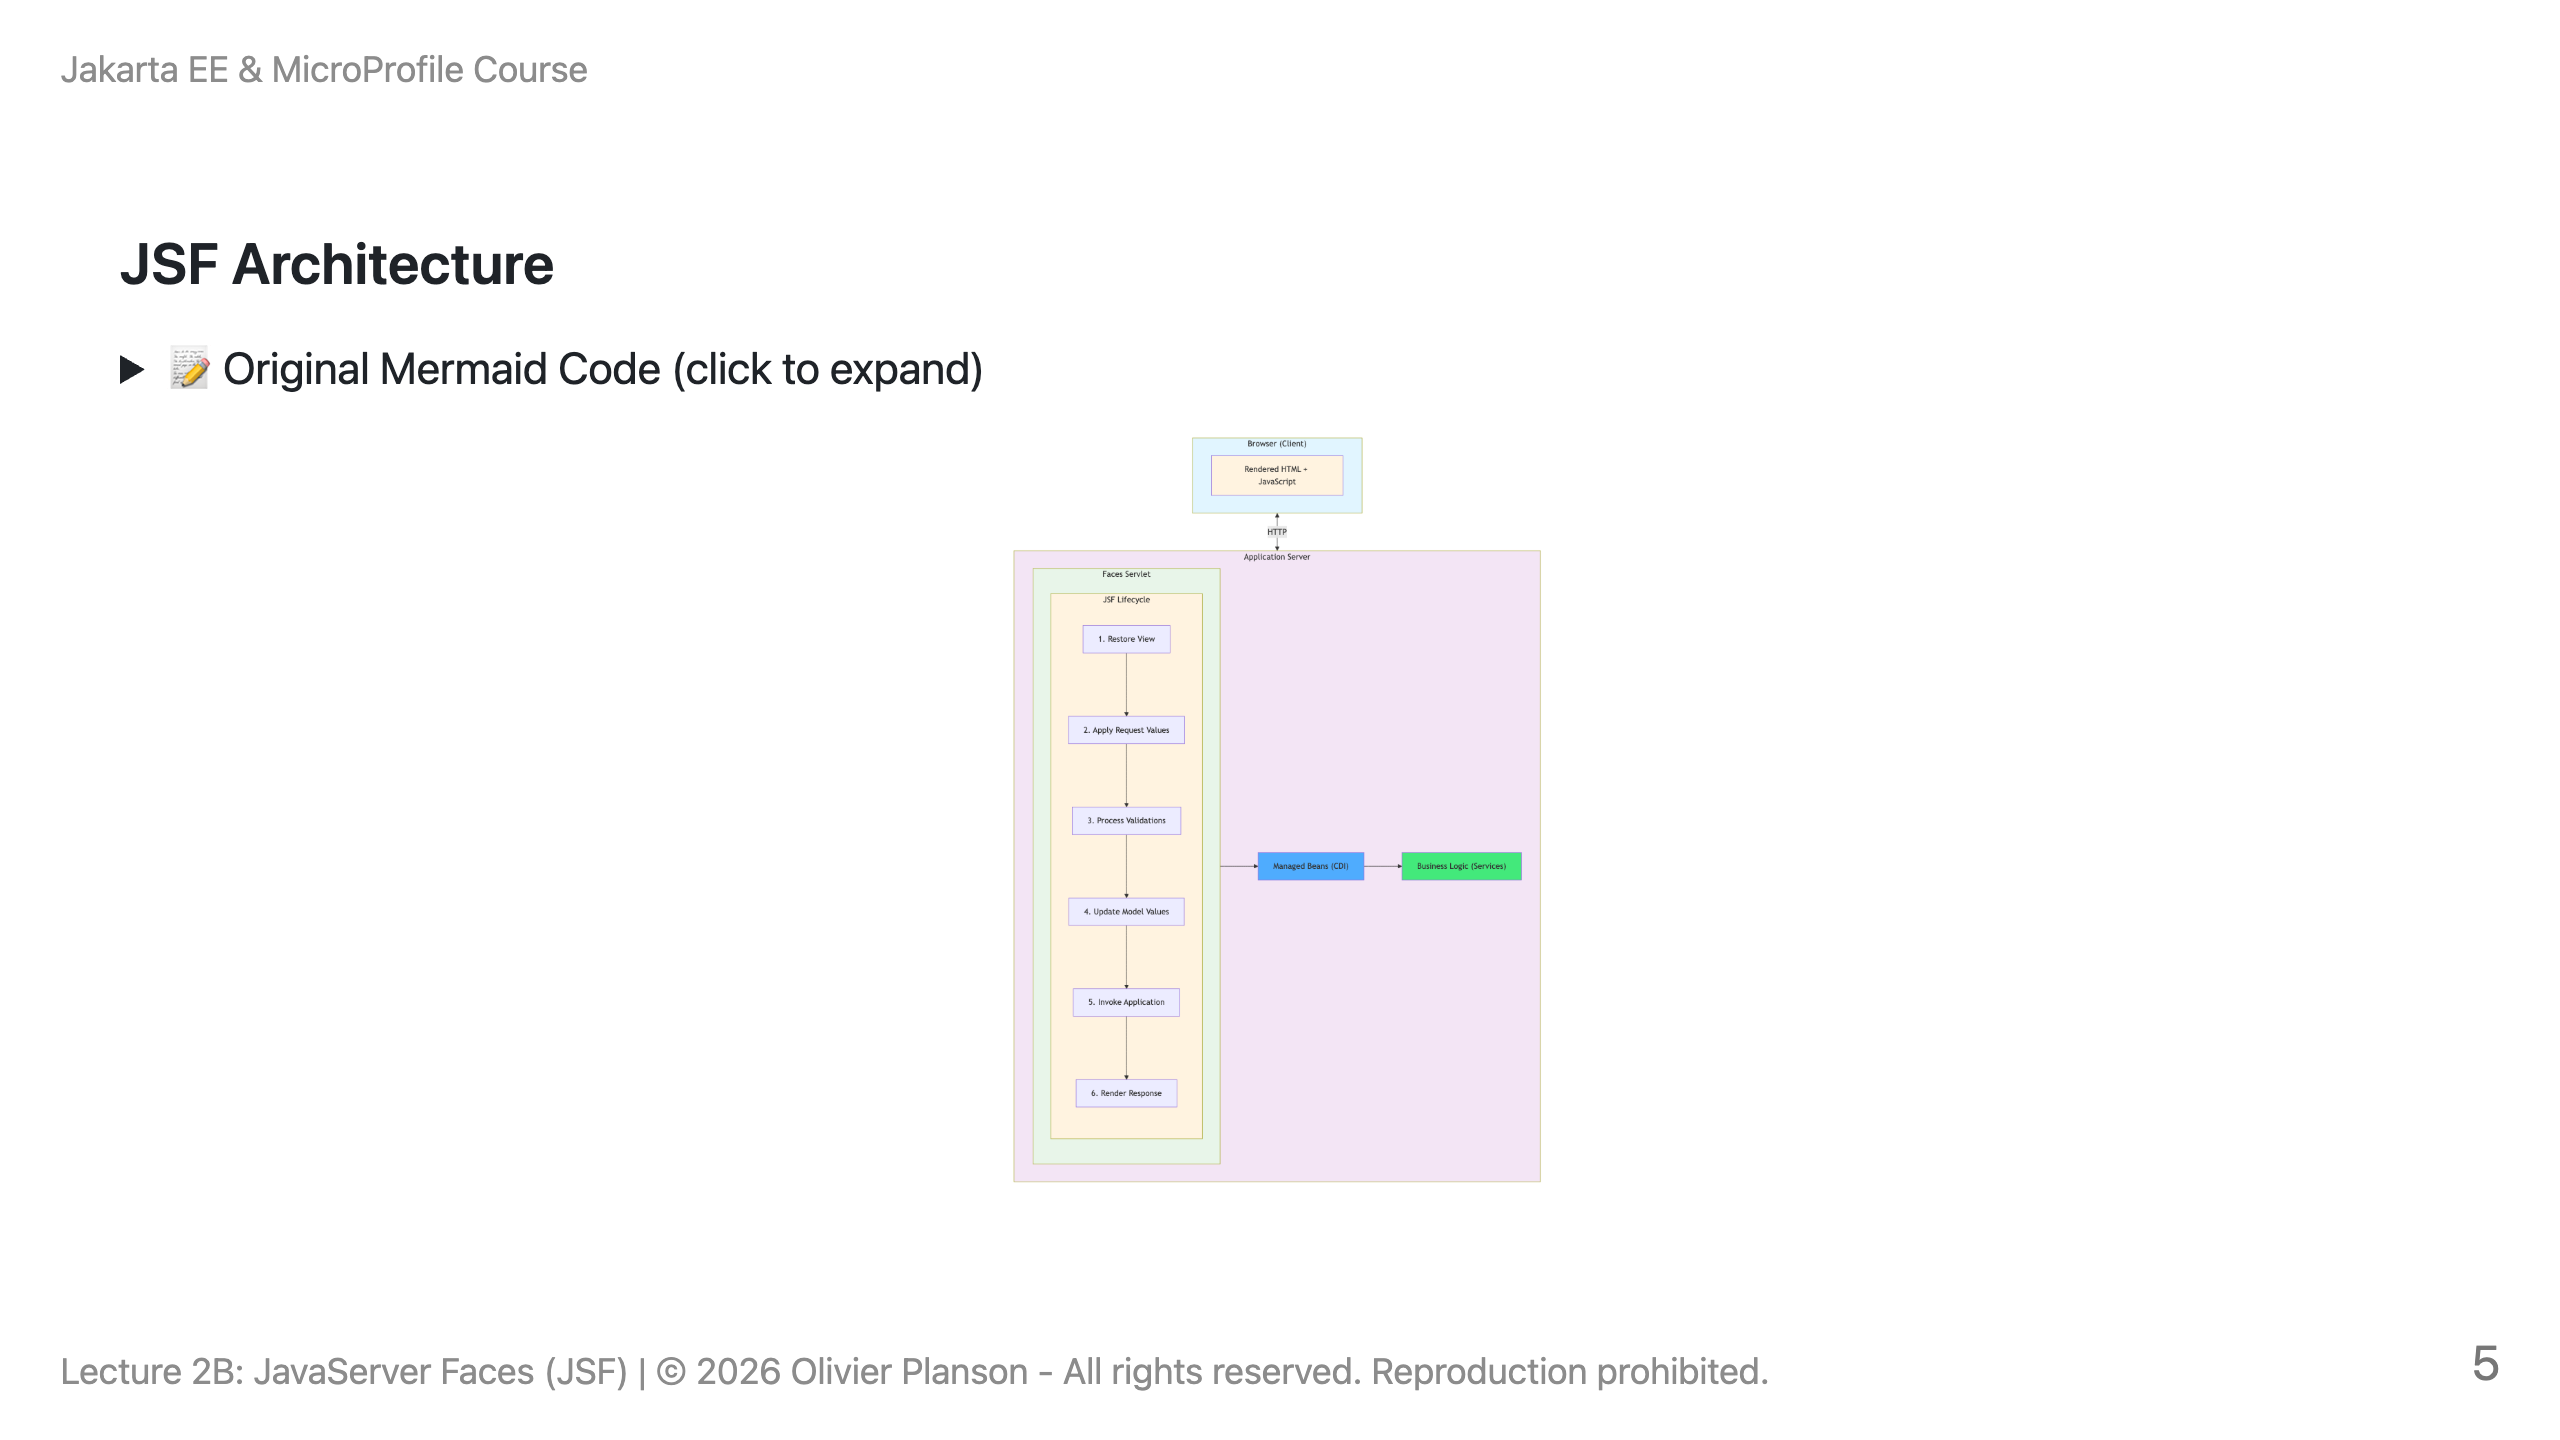 Jakarta EE & MicroProfile Course
JSF Architecture
▶ 📝 Original Mermaid Code (click to expand)
Browser (Client)
Rendered HTML +
JavaScript
HTTP
Application Server
Faces Servlet
JSF Lifecycle
1. Restore View
2. Apply Request Values
3. Process Validations
Managed Beans (CDI)
Business Logic (Services)
4. Update Model Values
5. Invoke Application
6. Render Response
Lecture 2B: JavaServer Faces (JSF) | © 2026 Olivier Planson - All rights reserved. Reproduction prohibited.
5